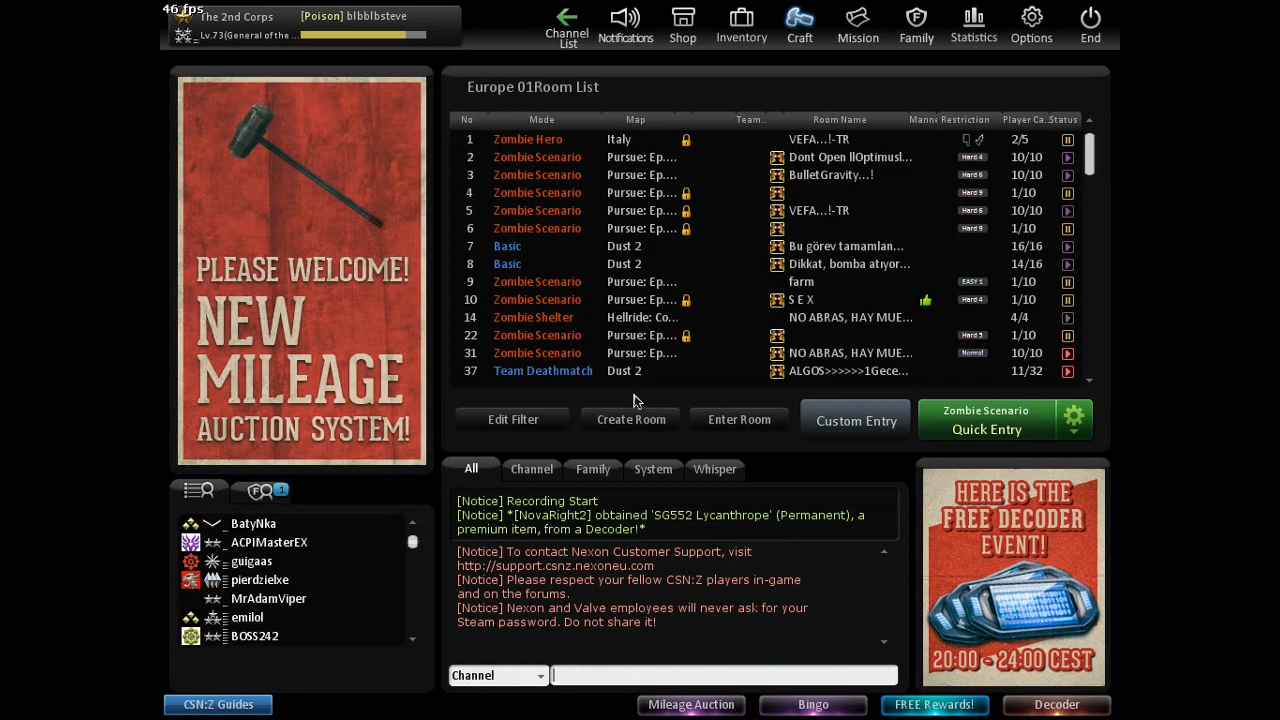 46 fps
The 2nd Corps [Poison] blbblbsteve
Lv.73(General of the ...
Channel List
Notifications
Shop
Inventory
Craft
Mission
Family
Statistics
Options
End
PLEASE WELCOME!
NEW
MILEAGE
AUCTION SYSTEM!
Europe 01Room List
No Mode Map Team.. Room Name Mann Restriction Player Ca.. Status
1 Zombie Hero Italy VEFA...!-TR 2/5
2 Zombie Scenario Pursue: Ep.... Dont Open llOptimusl... Hard 4 10/10
3 Zombie Scenario Pursue: Ep.... BulletGravity...! Hard 6 10/10
4 Zombie Scenario Pursue: Ep.... Hard 9 1/10
5 Zombie Scenario Pursue: Ep.... VEFA...!-TR Hard 6 10/10
6 Zombie Scenario Pursue: Ep.... Hard 9 1/10
7 Basic Dust 2 Bu görev tamamlan... 16/16
8 Basic Dust 2 Dikkat, bomba atıyor... 14/16
9 Zombie Scenario Pursue: Ep.... farm EASY 1 1/10
10 Zombie Scenario Pursue: Ep.... S E X Hard 4 1/10
14 Zombie Shelter Hellride: Co... NO ABRAS, HAY MUE... 4/4
22 Zombie Scenario Pursue: Ep.... Hard 5 1/10
31 Zombie Scenario Pursue: Ep.... NO ABRAS, HAY MUE... Normal 10/10
37 Team Deathmatch Dust 2 ALGOS>>>>>>1Gece... 11/32
Edit Filter
Create Room
Enter Room
Custom Entry
Zombie Scenario
Quick Entry
All Channel Family System Whisper
[Notice] Recording Start
[Notice] *[NovaRight2] obtained 'SG552 Lycanthrope' (Permanent), a
premium item, from a Decoder!*
[Notice] To contact Nexon Customer Support, visit
http://support.csnz.nexoneu.com
[Notice] Please respect your fellow CSN:Z players in-game
and on the forums.
[Notice] Nexon and Valve employees will never ask for your
Steam password. Do not share it!
Channel
1
BatyNka
ACPIMasterEX
guigaas
pierdzielke
MrAdamViper
emilol
BOSS242
HERE IS THE
FREE DECODER
EVENT!
20:00 - 24:00 CEST
CSN:Z Guides
Mileage Auction
Bingo
FREE Rewards!
Decoder